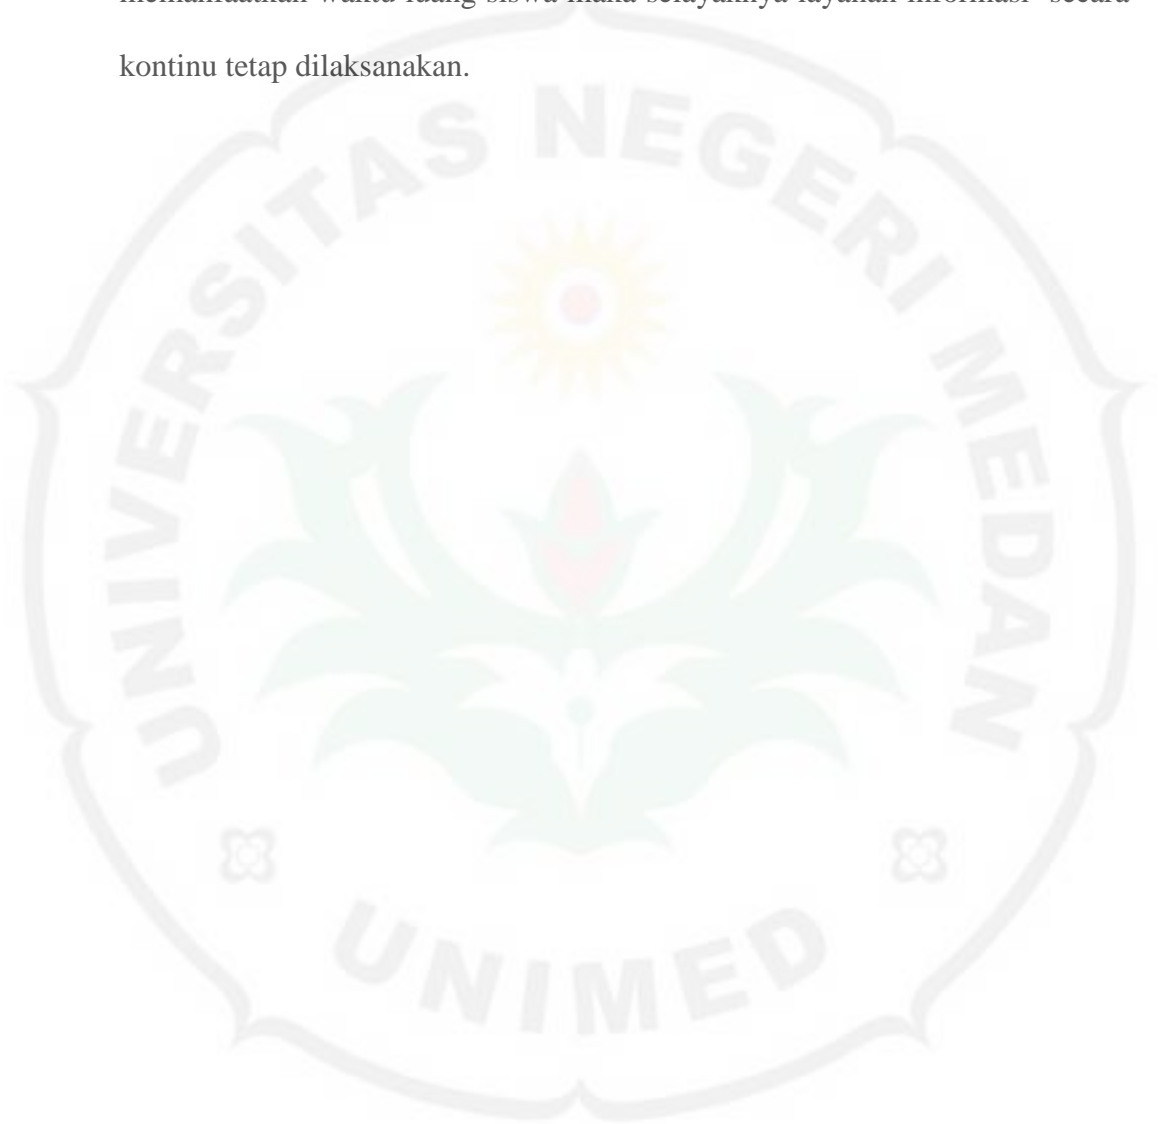 memanfaatkan waktu luang siswa maka selayaknya layanan informasi secara
kontinu tetap dilaksanakan.
UNIVERSITAS NEGERI MEDAN
UNIMED